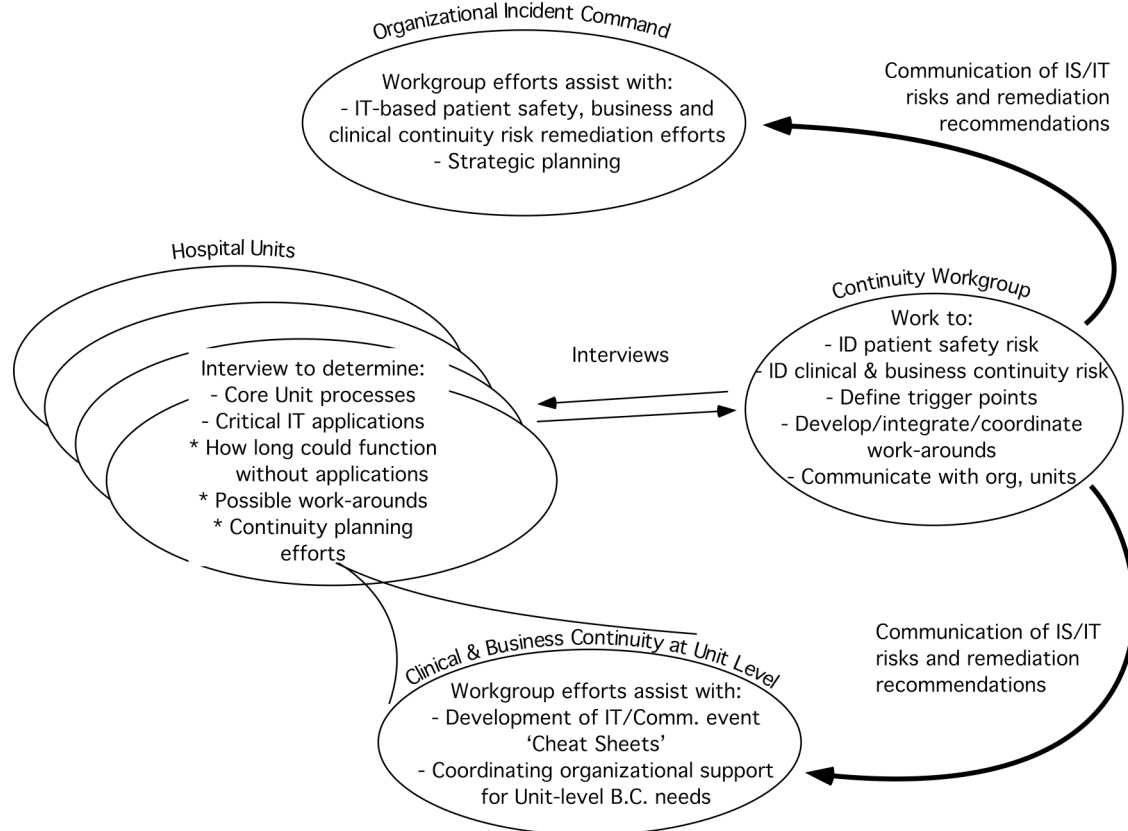 Organizational Incident Command
Workgroup efforts assist with:
- IT-based patient safety, business and
clinical continuity risk remediation efforts
- Strategic planning
Communication of IS/IT
risks and remediation
recommendations
Hospital Units
Interview to determine:
- Core Unit processes
- Critical IT applications
* How long could function
without applications
* Possible work-arounds
* Continuity planning
efforts
Interviews
Continuity Workgroup
Work to:
- ID patient safety risk
- ID clinical & business continuity risk
- Define trigger points
- Develop/integrate/coordinate
work-arounds
- Communicate with org, units
Clinical & Business Continuity at Unit Level
Workgroup efforts assist with:
- Development of IT/Comm. event
‘Cheat Sheets’
- Coordinating organizational support
for Unit-level B.C. needs
Communication of IS/IT
risks and remediation
recommendations